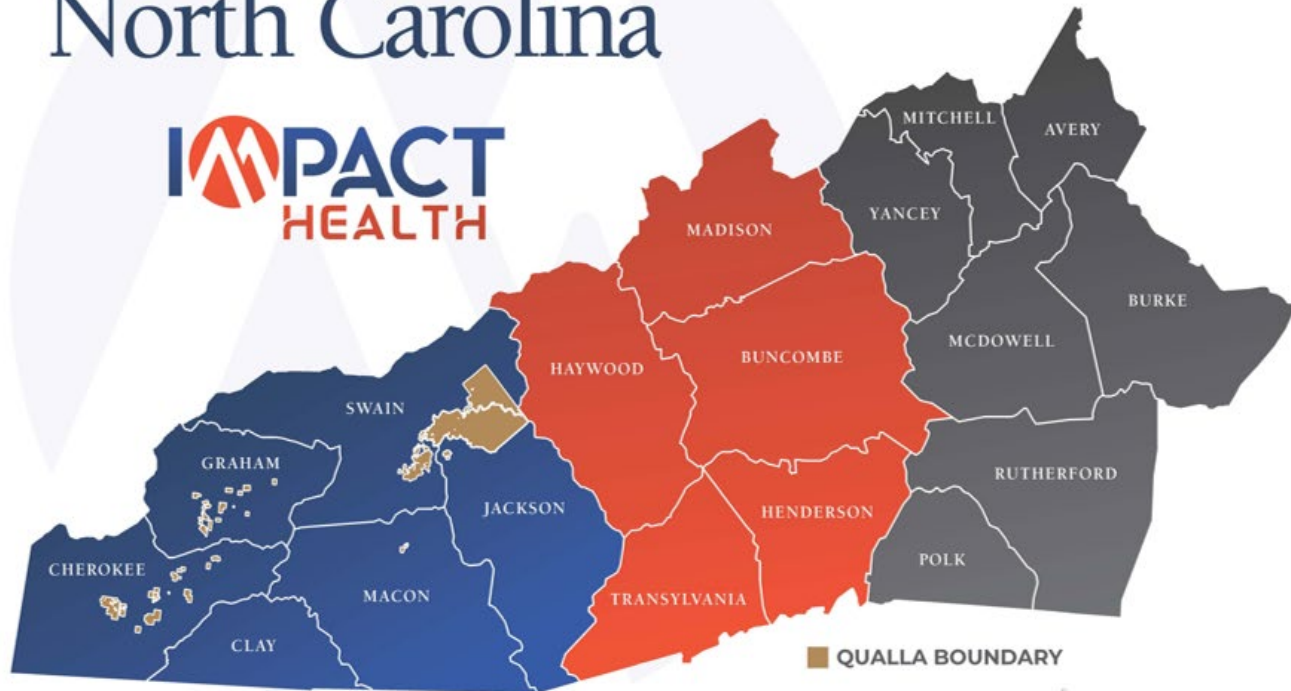 North Carolina
IMPACT
HEALTH
MITCHELL
AVERY
YANCEY
MADISON
BURKE
MCDOWELL
BUNCOMBE
HAYWOOD
SWAIN
GRAHAM
RUTHERFORD
JACKSON
HENDERSON
POLK
CHEROKEE
MACON
TRANSYLVANIA
CLAY
QUALLA BOUNDARY